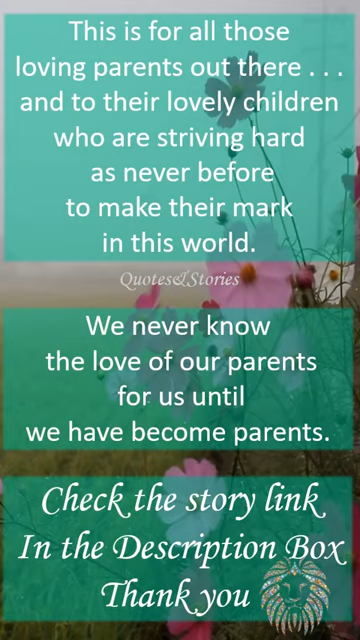 This is for all those
loving parents out there . . .
and to their lovely children
who are striving hard
as never before
to make their mark
in this world.
Quotes&Stories
We never know
the love of our parents
for us until
we have become parents.
Check the story link
In the Description Box
Thank you